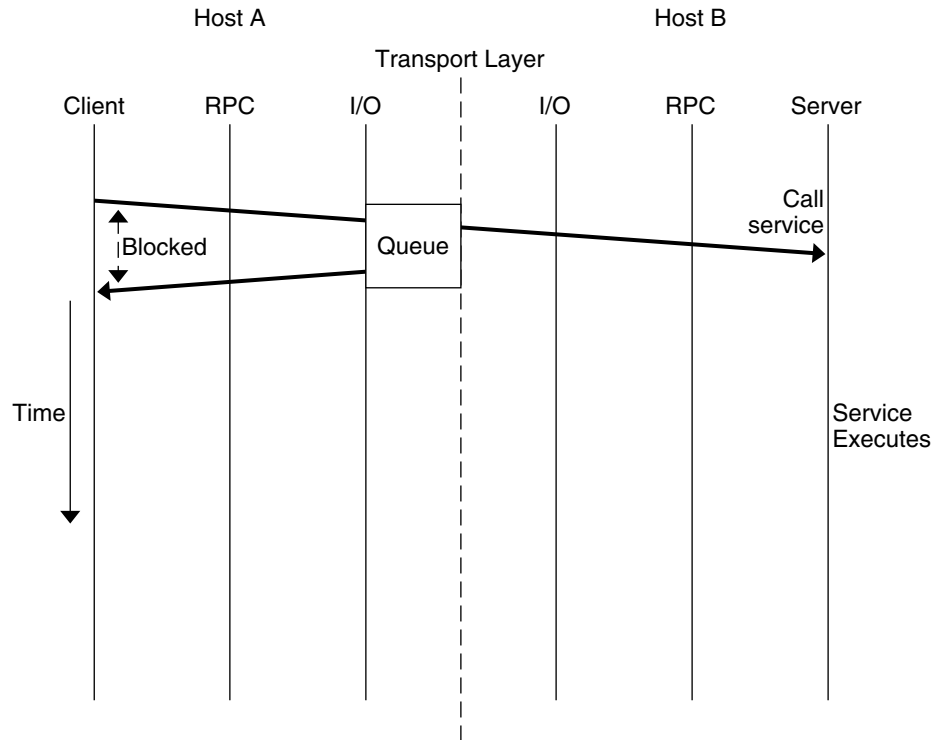 Host A
Host B
Transport Layer
Client
RPC
I/O
I/O
RPC
Server
Call
service
Blocked
Queue
Time
Service
Executes